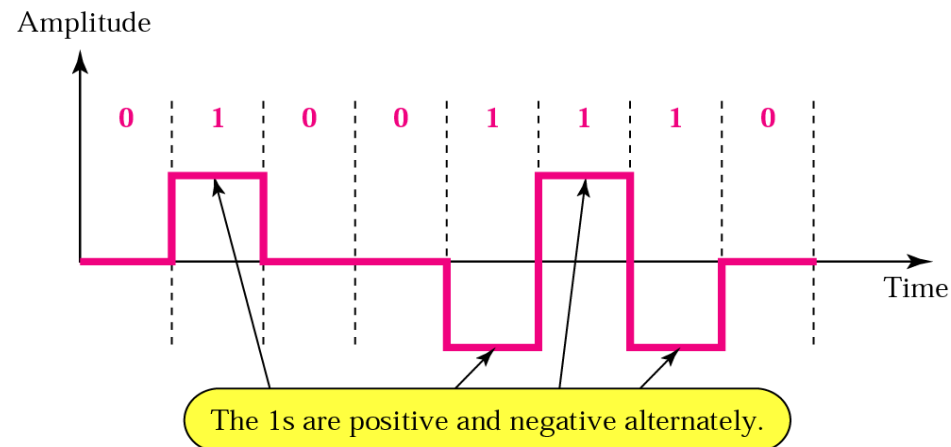 Amplitude
0 1 0 0 1 1 1 0
Time
The 1s are positive and negative alternately.